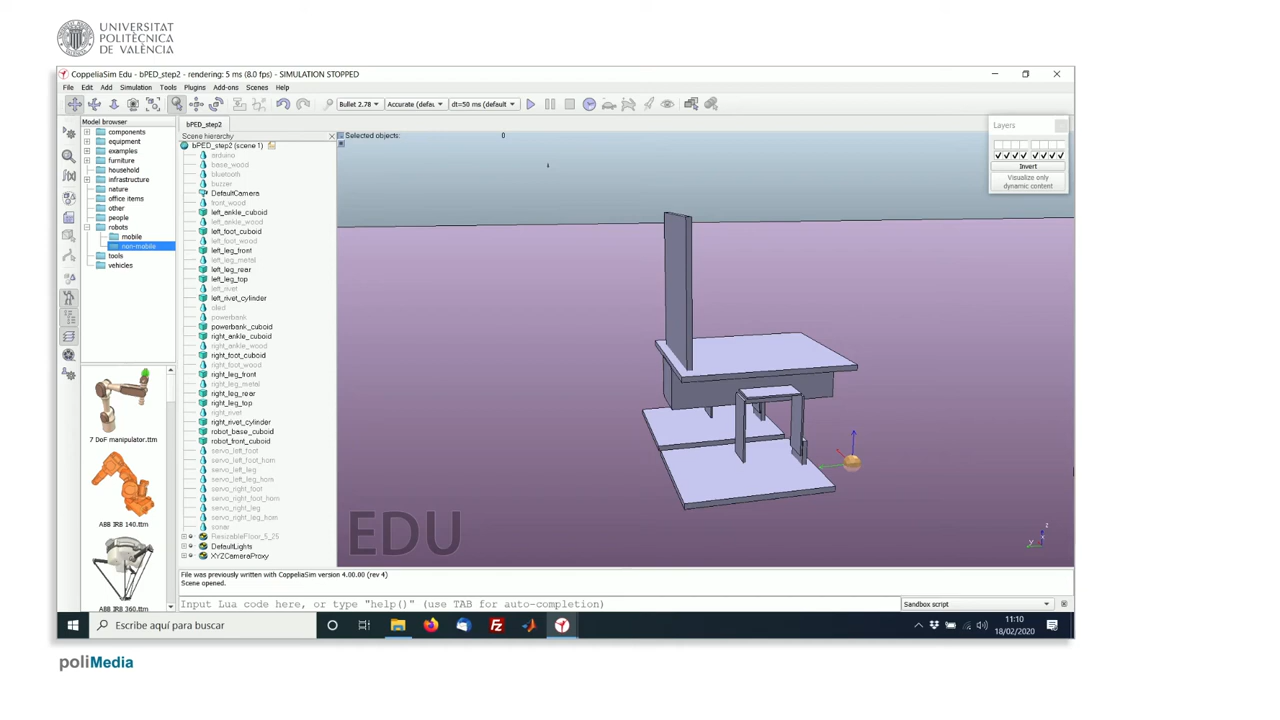 UNIVERSITAT
POLITÈCNICA
DE VALÈNCIA
CoppeliaSim Edu - bPED_step2 - rendering: 5 ms (8.0 fps) - SIMULATION STOPPED
File Edit Add Simulation Tools Plugins Add-ons Scenes Help
Bullet 2.78 Accurate (defau dt=50 ms (default)
Model browser
components
equipment
examples
furniture
household
infrastructure
nature
office items
other
people
robots
mobile
non-mobile
tools
vehicles
7 DoF manipulator.ttm
ABB IRB 140.ttm
ABB IRB 360.ttm
bPED_step2
Scene hierarchy
bPED_step2 (scene 1)
arduino
base_wood
bluetooth
buzzer
DefaultCamera
front_wood
left_ankle_cuboid
left_ankle_wood
left_foot_cuboid
left_foot_wood
left_leg_front
left_leg_metal
left_leg_rear
left_leg_top
left_rivet
left_rivet_cylinder
oled
powerbank
powerbank_cuboid
right_ankle_cuboid
right_ankle_wood
right_foot_cuboid
right_foot_wood
right_leg_front
right_leg_metal
right_leg_rear
right_leg_top
right_rivet
right_rivet_cylinder
robot_base_cuboid
robot_front_cuboid
servo_left_foot
servo_left_foot_horn
servo_left_leg
servo_left_leg_horn
servo_right_foot
servo_right_foot_horn
servo_right_leg
servo_right_leg_horn
sonar
ResizableFloor_5_25
DefaultLights
XYZCameraProxy
Selected objects: 0
Layers
Invert
Visualize only
dynamic content
EDU
x
y
z
File was previously written with CoppeliaSim version 4.00.00 (rev 4)
Scene opened.
Input Lua code here, or type "help()" (use TAB for auto-completion)
Sandbox script
Escribe aquí para buscar
11:10
18/02/2020
poliMedia